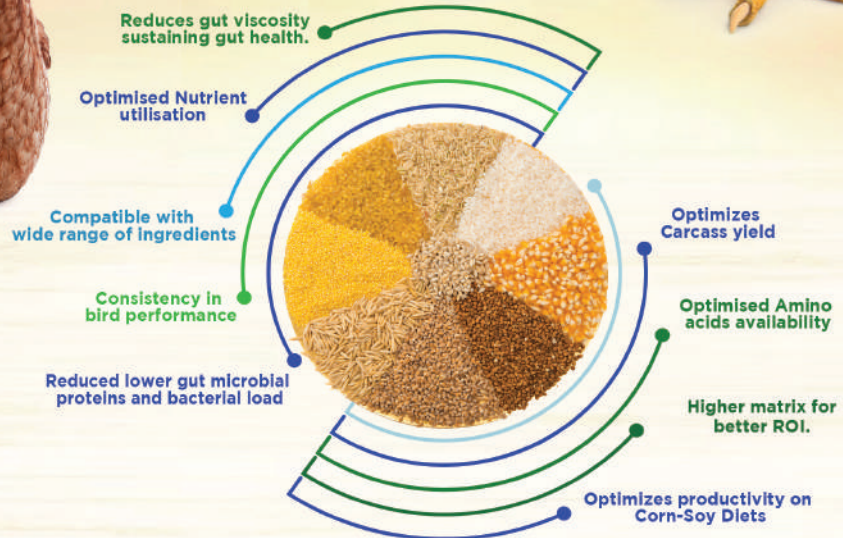 Reduces gut viscosity
sustaining gut health.
Optimised Nutrient
utilisation
Compatible with
wide range of ingredients
Consistency in
bird performance
Reduced lower gut microbial
proteins and bacterial load
Optimizes
Carcass yield
Optimised Amino
acids availability
Higher matrix for
better ROI.
Optimizes productivity on
Corn-Soy Diets